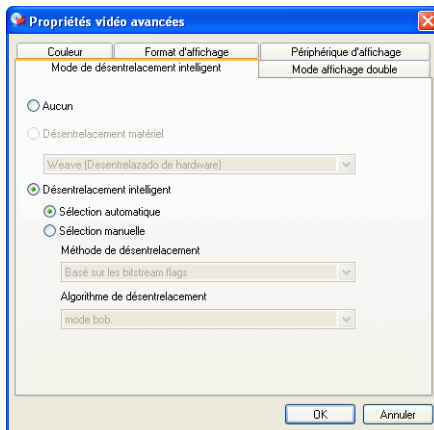 Propriétés vidéo avancées
Couleur
Format d'affichage
Périphérique d'affichage
Mode de désentrelacement intelligent
Mode affichage double
Aucun
Désentrelacement matériel
Weave (Desentrelazado de hardware)
Désentrelacement intelligent
Sélection automatique
Sélection manuelle
Méthode de désentrelacement
Basé sur les bitstream flags
Algorithme de désentrelacement
mode bob.
OK
Annuler